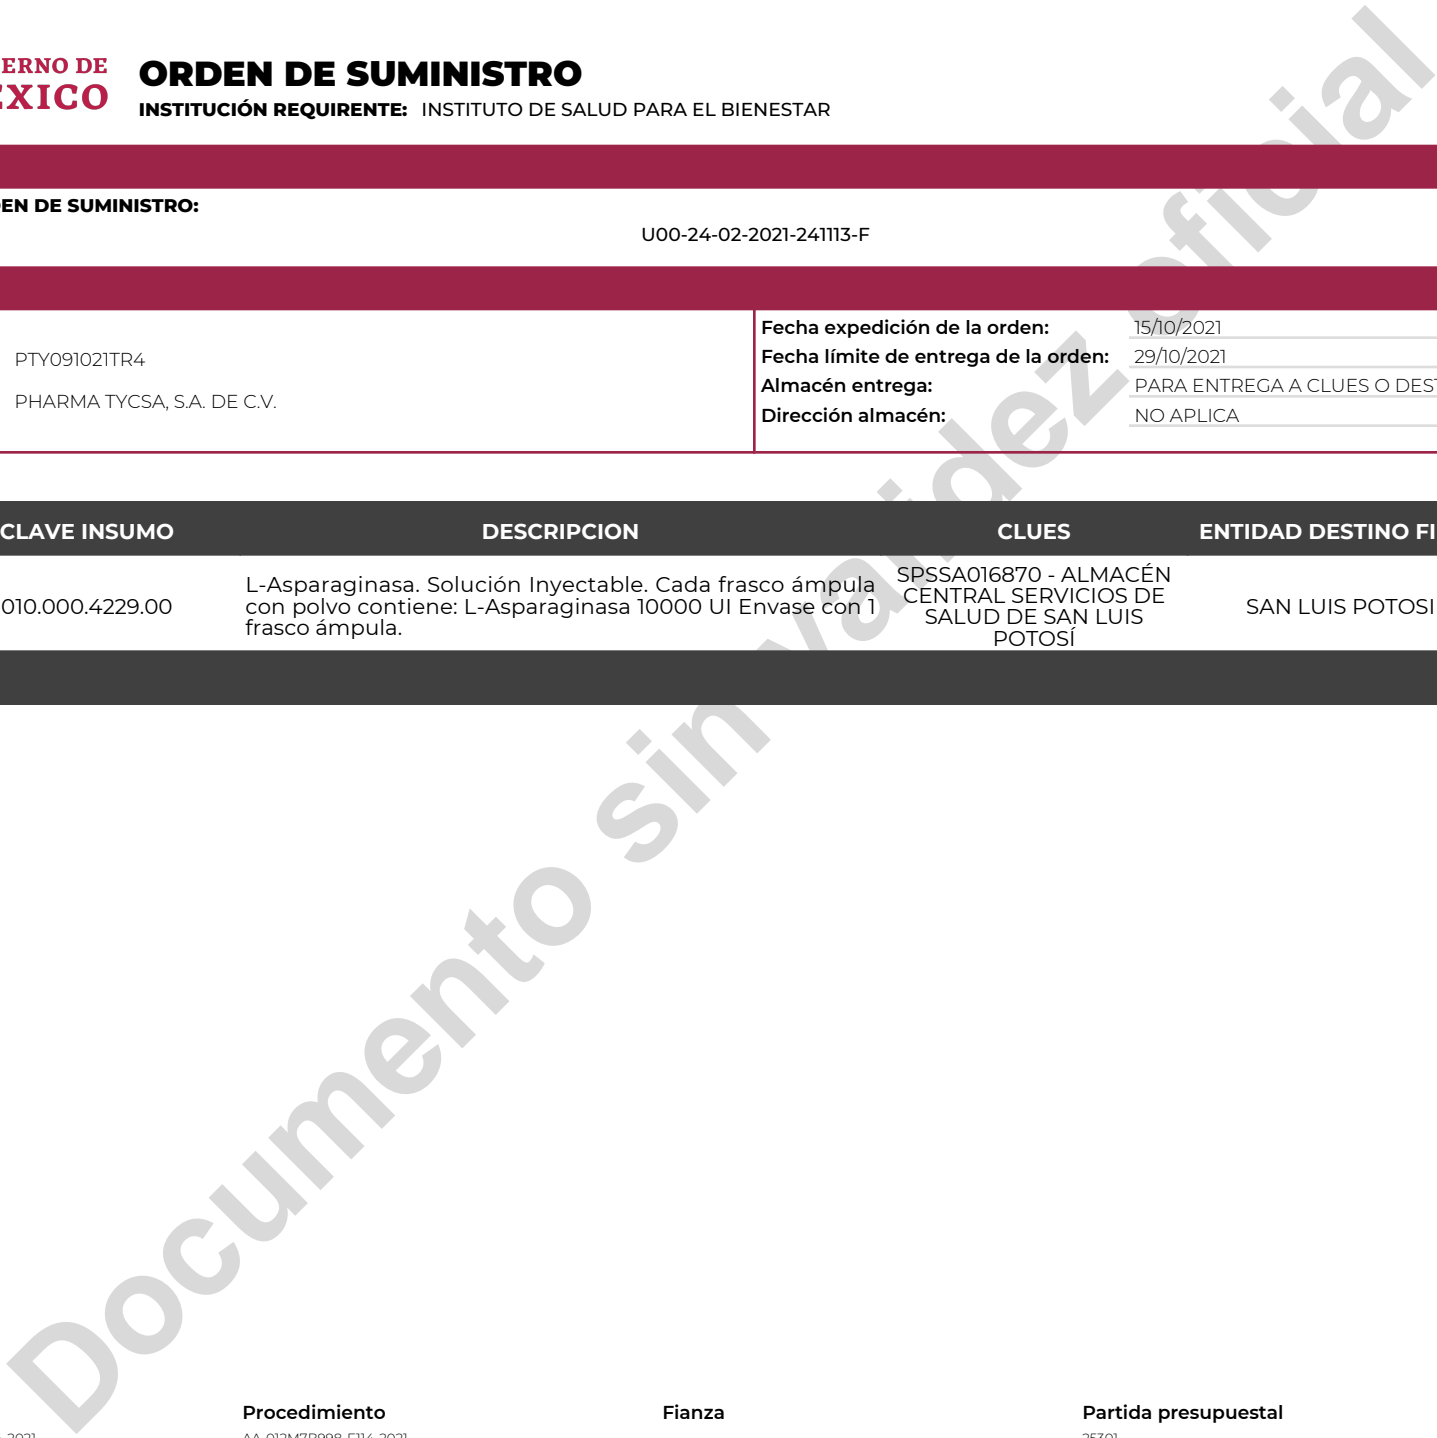 ERNO DE
ÉXICO
ORDEN DE SUMINISTRO
INSTITUCIÓN REQUIRENTE: INSTITUTO DE SALUD PARA EL BIENESTAR
EN DE SUMINISTRO:
U00-24-02-2021-241113-F
PTY091021TR4
PHARMA TYCSA, S.A. DE C.V.
Fecha expedición de la orden: 15/10/2021
Fecha límite de entrega de la orden: 29/10/2021
Almacén entrega: PARA ENTREGA A CLUES O DEST
Dirección almacén: NO APLICA
CLAVE INSUMO DESCRIPCION CLUES ENTIDAD DESTINO FI
010.000.4229.00
L-Asparaginasa. Solución Inyectable. Cada frasco ámpula
con polvo contiene: L-Asparaginasa 10000 UI Envase con 1
frasco ámpula.
SPSSA016870 - ALMACÉN
CENTRAL SERVICIOS DE
SALUD DE SAN LUIS
POTOSÍ
SAN LUIS POTOSI
Documento sin validez oficial
Procedimiento Fianza Partida presupuestal